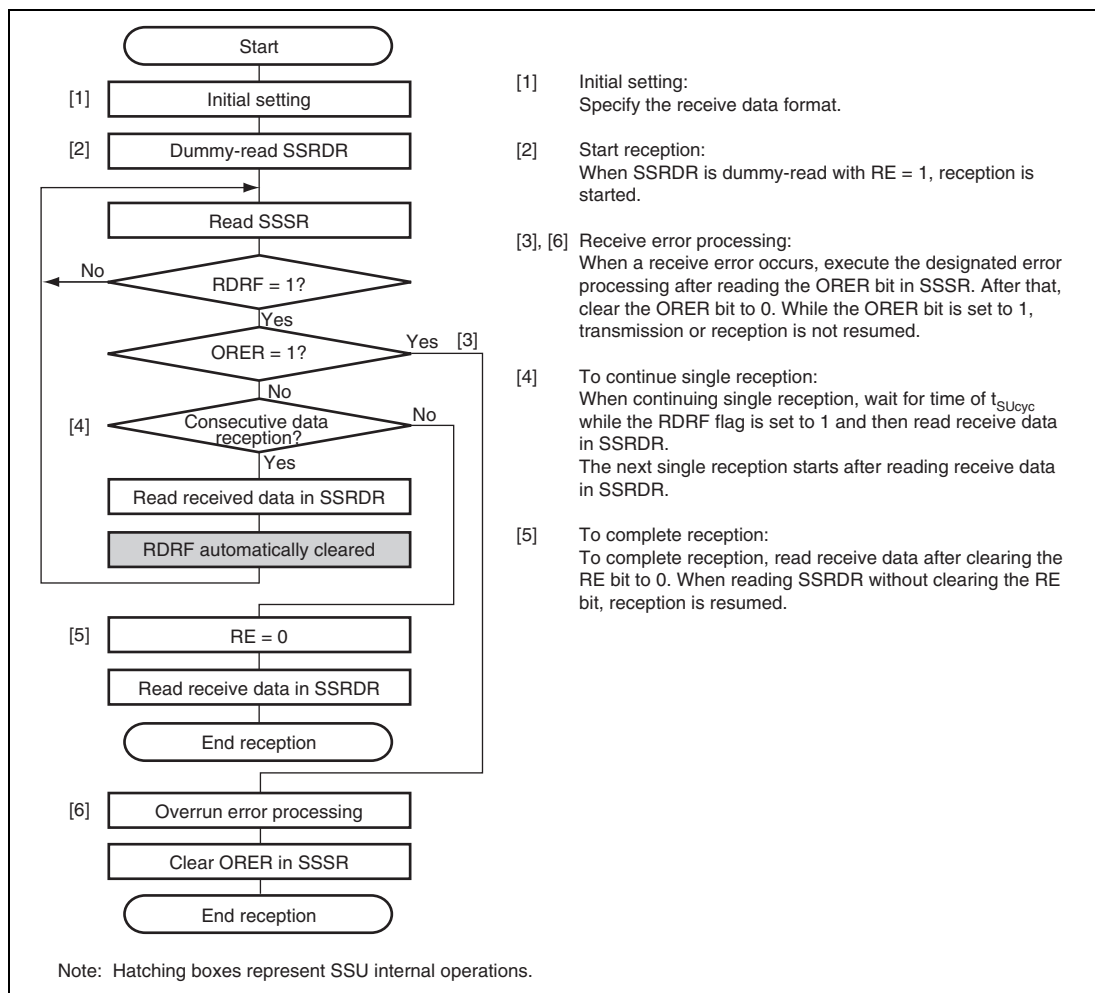 Start
[1] Initial setting
[2] Dummy-read SSRDR
Read SSSR
No
RDRF = 1?
Yes
ORER = 1?
Yes [3]
No
[4] Consecutive data
reception?
No
Yes
Read received data in SSRDR
RDRF automatically cleared
[5] RE = 0
Read receive data in SSRDR
End reception
[6] Overrun error processing
Clear ORER in SSSR
End reception
[1] Initial setting:
Specify the receive data format.
[2] Start reception:
When SSRDR is dummy-read with RE = 1, reception is
started.
[3], [6] Receive error processing:
When a receive error occurs, execute the designated error
processing after reading the ORER bit in SSSR. After that,
clear the ORER bit to 0. While the ORER bit is set to 1,
transmission or reception is not resumed.
[4] To continue single reception:
When continuing single reception, wait for time of tSUcyc
while the RDRF flag is set to 1 and then read receive data
in SSRDR.
The next single reception starts after reading receive data
in SSRDR.
[5] To complete reception:
To complete reception, read receive data after clearing the
RE bit to 0. When reading SSRDR without clearing the RE
bit, reception is resumed.
Note: Hatching boxes represent SSU internal operations.